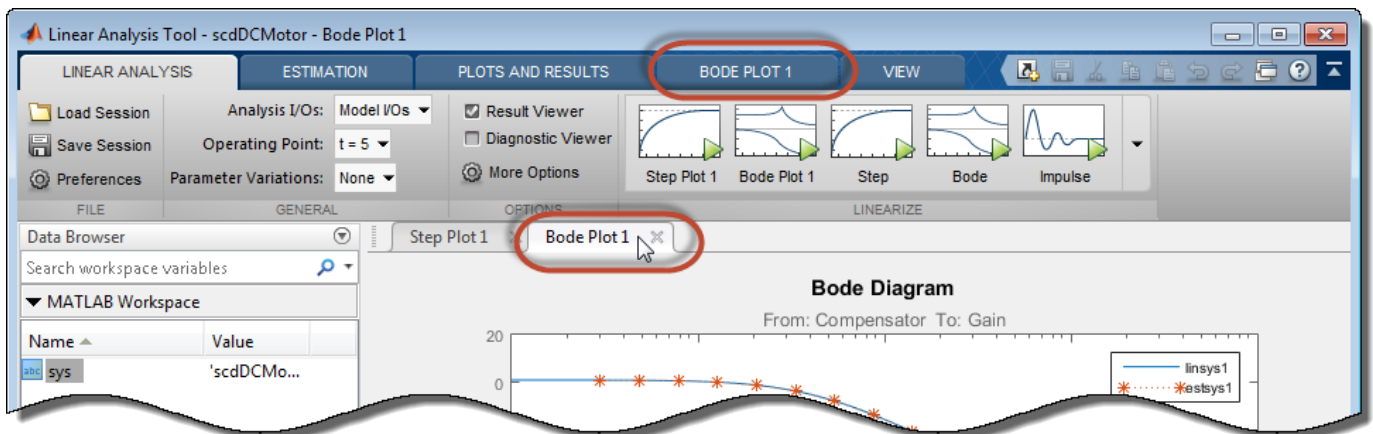 Linear Analysis Tool - scdDCMotor - Bode Plot 1
LINEAR ANALYSIS ESTIMATION PLOTS AND RESULTS BODE PLOT 1 VIEW
Load Session Analysis I/Os: Model I/Os Result Viewer
Save Session Operating Point: t = 5 Diagnostic Viewer
Preferences Parameter Variations: None More Options
Step Plot 1 Bode Plot 1 Step Bode Impulse
FILE GENERAL OPTIONS LINEARIZE
Data Browser Step Plot 1 Bode Plot 1
Search workspace variables
MATLAB Workspace
Name Value
abc sys 'scdDCMo...
Bode Diagram
From: Compensator To: Gain
20
0
linsys1
estsys1